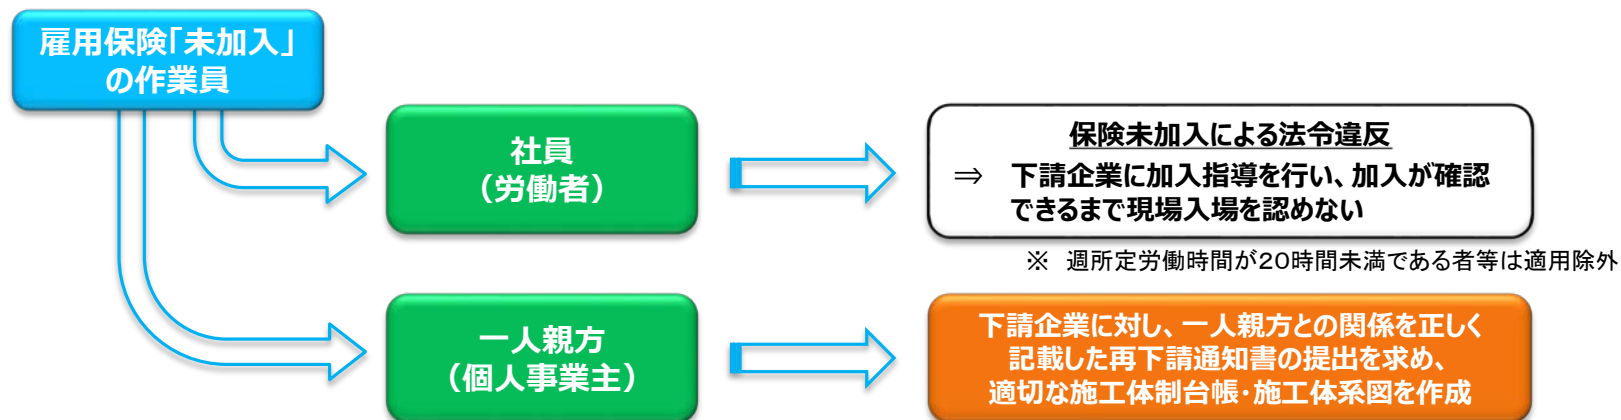 雇用保険｢未加入｣
の作業員
社員
（労働者）
保険未加入による法令違反
⇒ 下請企業に加入指導を行い、加入が確認
できるまで現場入場を認めない
※ 週所定労働時間が20時間未満である者等は適用除外
一人親方
（個人事業主）
下請企業に対し、一人親方との関係を正しく
記載した再下請通知書の提出を求め、
適切な施工体制台帳･施工体系図を作成